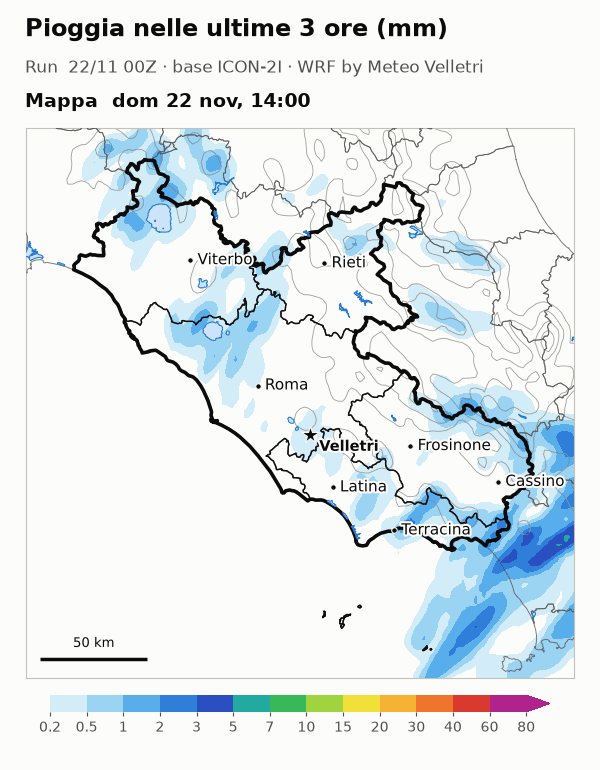 Pioggia nelle ultime 3 ore (mm)
Run  22/11 00Z · base ICON-2I · WRF by Meteo Velletri
Mappa  dom 22 nov, 14:00
Viterbo
Rieti
Roma
Velletri
Frosinone
Cassino
Latina
Terracina
50 km
0.2 0.5 1 2 3 5 7 10 15 20 30 40 60 80